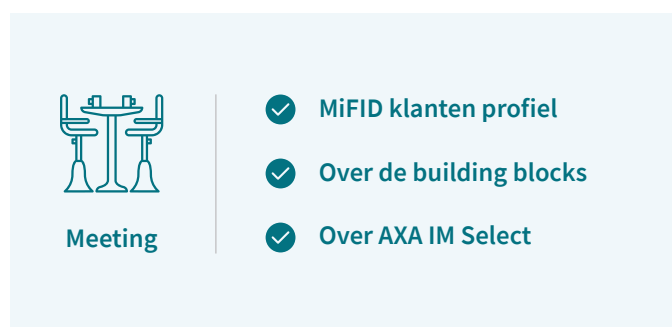 MiFID klanten profiel
Over de building blocks
Over AXA IM Select
Meeting